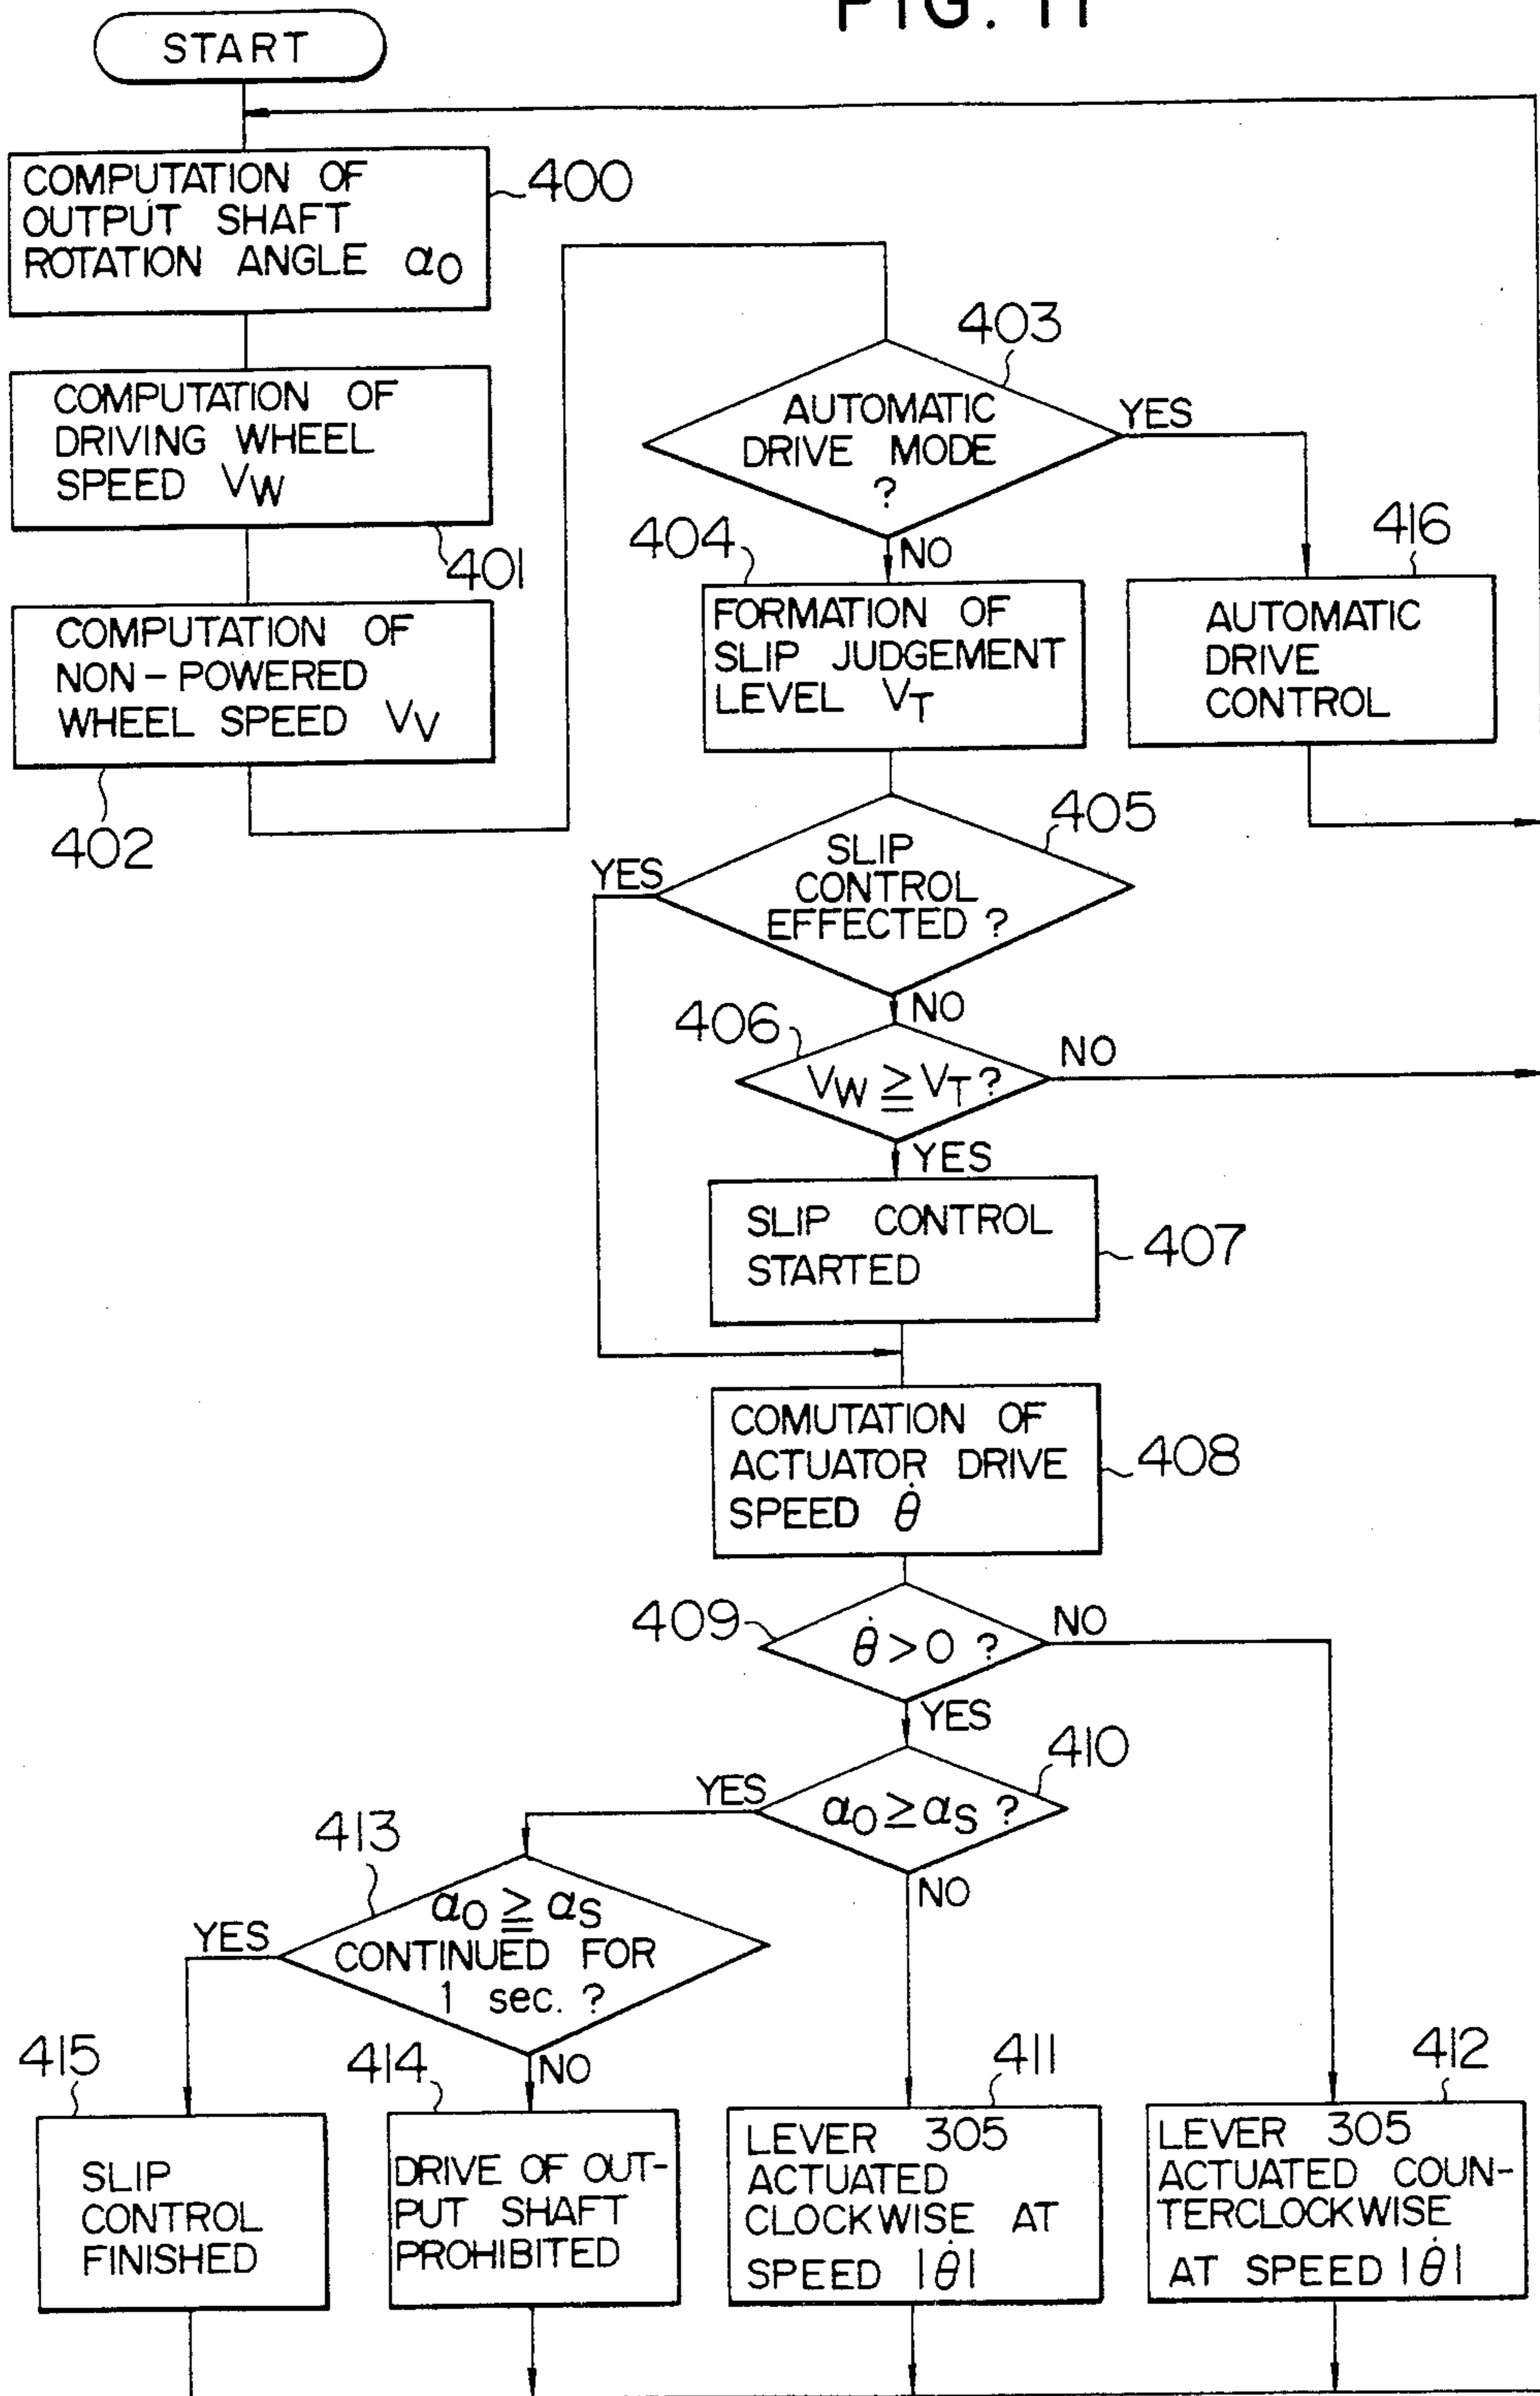 FIG. 11
START
COMPUTATION OF
OUTPUT SHAFT
ROTATION ANGLE αO
400
COMPUTATION OF
DRIVING WHEEL
SPEED VW
401
COMPUTATION OF
NON-POWERED
WHEEL SPEED VV
402
403
AUTOMATIC
DRIVE MODE
?
YES
NO
404
FORMATION OF
SLIP JUDGEMENT
LEVEL VT
416
AUTOMATIC
DRIVE
CONTROL
405
SLIP
CONTROL
EFFECTED ?
YES
NO
406
VW ≧ VT ?
NO
YES
SLIP CONTROL
STARTED
407
COMUTATION OF
ACTUATOR DRIVE
SPEED θ̇
408
409
θ̇ > 0 ?
NO
YES
410
αO ≥ αS ?
YES
NO
413
αO ≧ αS
CONTINUED FOR
1 sec. ?
YES
NO
415
SLIP
CONTROL
FINISHED
414
DRIVE OF OUT-
PUT SHAFT
PROHIBITED
411
LEVER 305
ACTUATED
CLOCKWISE AT
SPEED |θ̇|
412
LEVER 305
ACTUATED COUN-
TERCLOCKWISE
AT SPEED |θ̇|